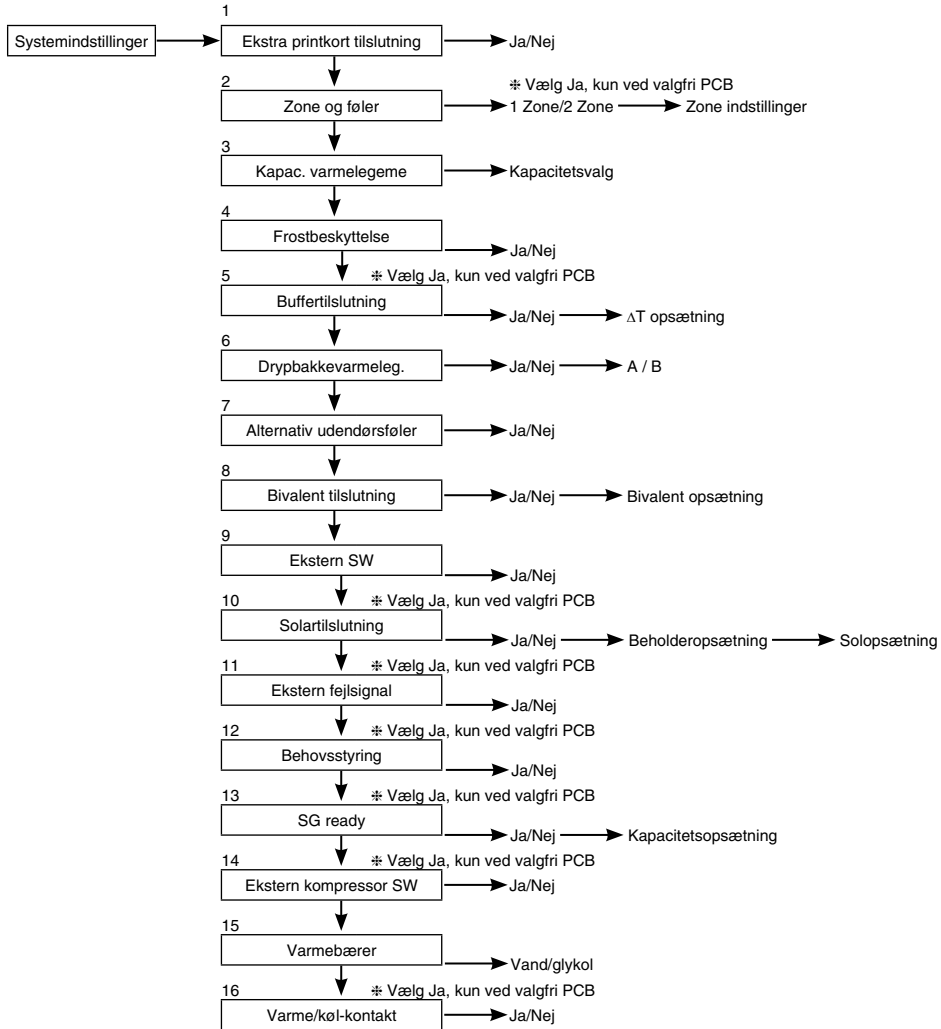 1
Systemindstillinger
Ekstra printkort tilslutning
Ja/Nej
2
❈ Vælg Ja, kun ved valgfri PCB
Zone og føler
1 Zone/2 Zone
Zone indstillinger
3
Kapac. varmelegeme
Kapacitetsvalg
4
Frostbeskyttelse
Ja/Nej
5
❈ Vælg Ja, kun ved valgfri PCB
Buffertilslutning
Ja/Nej
ΔT opsætning
6
Drypbakkevarmeleg.
Ja/Nej
A / B
7
Alternativ udendørsføler
Ja/Nej
8
Bivalent tilslutning
Ja/Nej
Bivalent opsætning
9
Ekstern SW
Ja/Nej
10
❈ Vælg Ja, kun ved valgfri PCB
Solartilslutning
Ja/Nej
Beholderopsætning
Solopsætning
11
❈ Vælg Ja, kun ved valgfri PCB
Ekstern fejlsignal
Ja/Nej
12
❈ Vælg Ja, kun ved valgfri PCB
Behovsstyring
Ja/Nej
13
❈ Vælg Ja, kun ved valgfri PCB
SG ready
Ja/Nej
Kapacitetsopsætning
14
❈ Vælg Ja, kun ved valgfri PCB
Ekstern kompressor SW
Ja/Nej
15
Varmebærer
Vand/glykol
16
❈ Vælg Ja, kun ved valgfri PCB
Varme/køl-kontakt
Ja/Nej